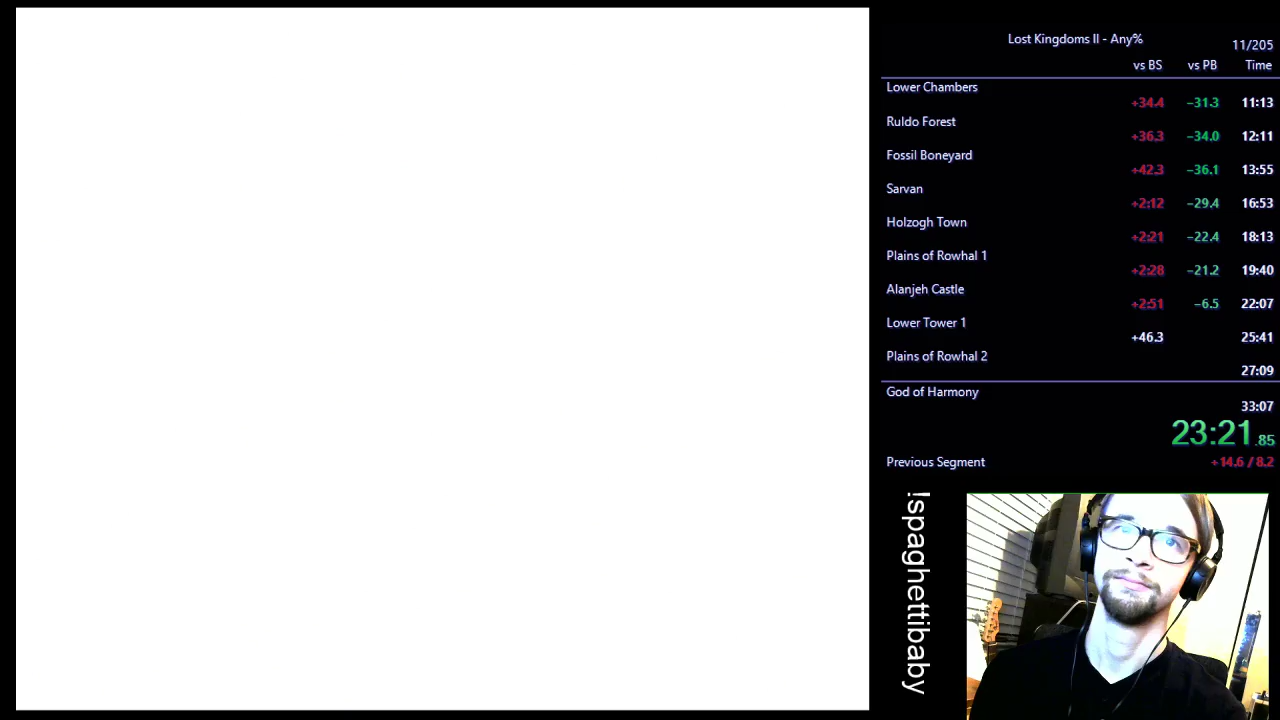 Lost Kingdoms II - Any%
11/205
vs BS vs PB Time
Lower Chambers
+34.4 −31.3 11:13
Ruldo Forest
+36.3 −34.0 12:11
Fossil Boneyard
+42.3 −36.1 13:55
Sarvan
+2:12 −29.4 16:53
Holzogh Town
+2:21 −22.4 18:13
Plains of Rowhal 1
+2:28 −21.2 19:40
Alanjeh Castle
+2:51 −6.5 22:07
Lower Tower 1
+46.3 25:41
Plains of Rowhal 2
27:09
God of Harmony
33:07
23:21.85
Previous Segment +14.6 / 8.2
!spaghettibaby